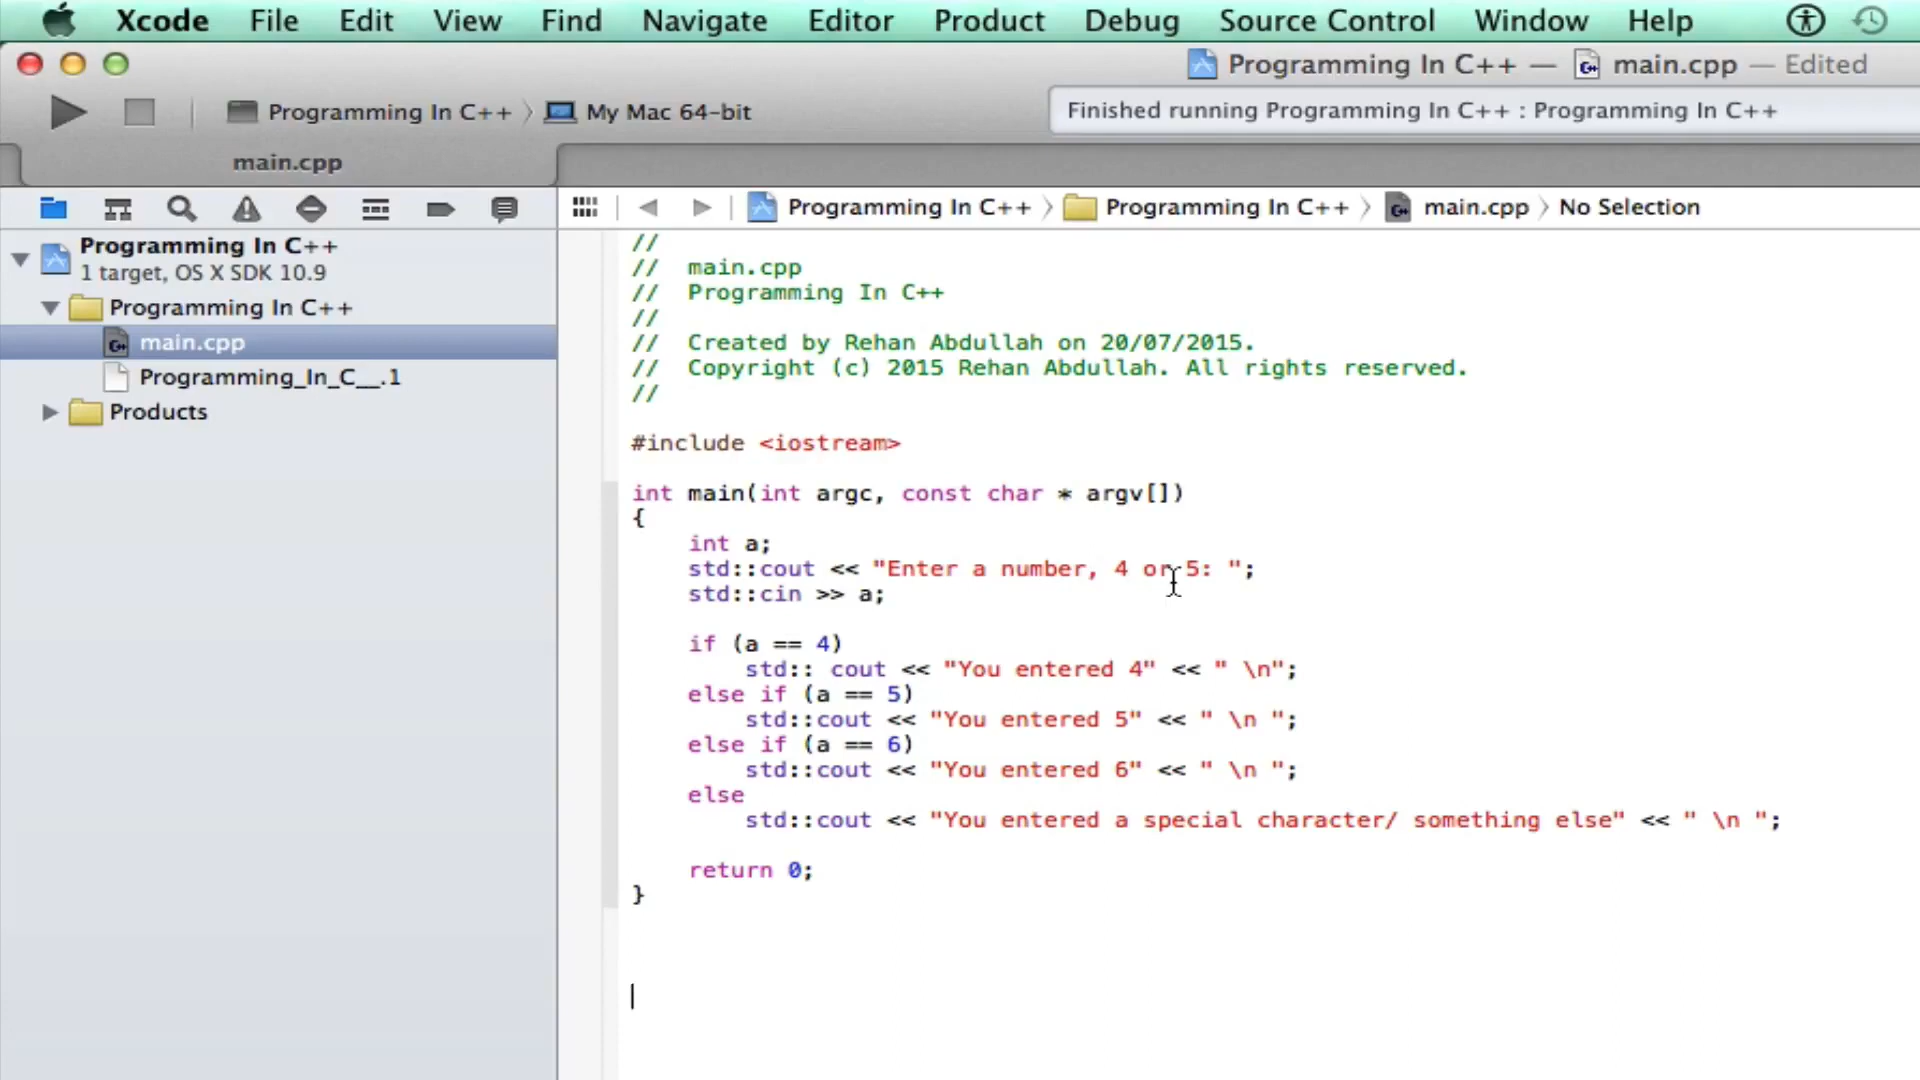 Xcode File Edit View Find Navigate Editor Product Debug Source Control Window Help
Programming In C++ — main.cpp — Edited
Programming In C++ 〉 My Mac 64-bit
Finished running Programming In C++ : Programming In C++
main.cpp
Programming In C++ 〉 Programming In C++ 〉 main.cpp 〉 No Selection
Programming In C++
1 target, OS X SDK 10.9
Programming In C++
main.cpp
Programming_In_C__.1
Products
//
//  main.cpp
//  Programming In C++
//
//  Created by Rehan Abdullah on 20/07/2015.
//  Copyright (c) 2015 Rehan Abdullah. All rights reserved.
//
#include <iostream>
int main(int argc, const char * argv[])
{
    int a;
    std::cout << "Enter a number, 4 or 5: ";
    std::cin >> a;
    if (a == 4)
        std:: cout << "You entered 4" << " \n";
    else if (a == 5)
        std::cout << "You entered 5" << " \n ";
    else if (a == 6)
        std::cout << "You entered 6" << " \n ";
    else
        std::cout << "You entered a special character/ something else" << " \n ";
    return 0;
}